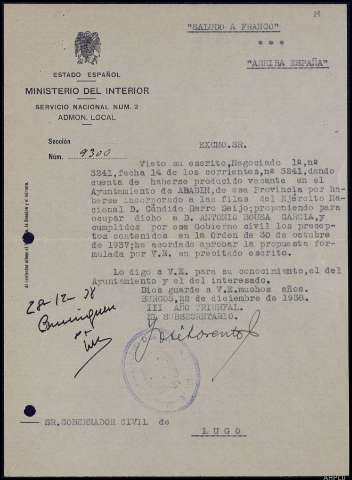 "SALUDO A FRANCO"
* * *
"ARRIBA ESPAÑA"
ESTADO ESPAÑOL
MINISTERIO DEL INTERIOR
SERVICIO NACIONAL NUM. 2
ADMON. LOCAL
Sección
Núm. 9300
EXCMO.SR.
Visto su escrito,Negociado 1º,nº
3241,fecha 14 de los corrientes,nº 3241,dando
cuenta de haberse producido vacante en el
Ayuntamiento de ABADIN,de esa Provincia por ha-
berse incorporado a las filas del Ejército Na-
cional D. Cándido Darro Seijo;proponiendo para
ocupar dicho a D. ANTONIO BOUSA GARCIA,y
cumplidos por ese Gobierno civil los precep-
tos contenidos en la Orden de 30 de octubre
de 1937;ha acordado aprobar la propuesta for-
mulada por V.E. en precitado escrito.
Lo digo a V.E. para su conocimiento,el del
Ayuntamiento y el del interesado.
Dios guarde a V.E.muchos años.
BURGOS,22 de diciembre de 1938.
III AÑO TRIUNFAL.
EL SUBSECRETARIO.
28-12-38
José Lorente
SR.GOBERNADOR CIVIL de
LUGO